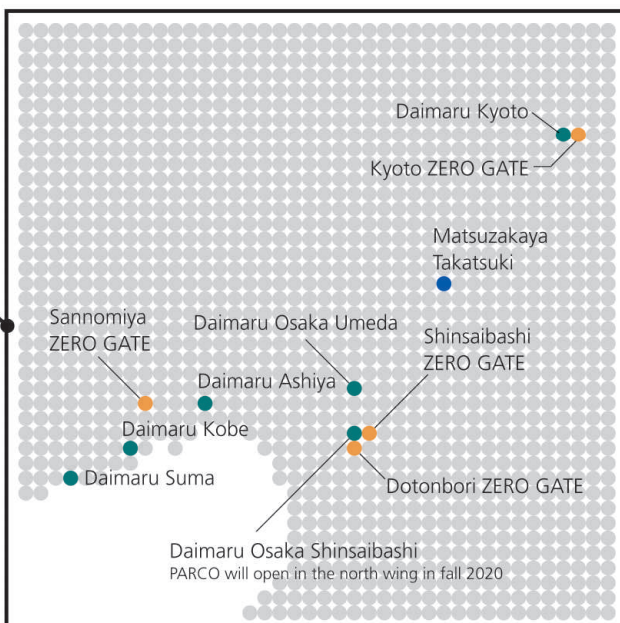 Daimaru Kyoto
Kyoto ZERO GATE
Matsuzakaya
Takatsuki
Sannomiya
ZERO GATE
Daimaru Osaka Umeda
Shinsaibashi
ZERO GATE
Daimaru Ashiya
Daimaru Kobe
Daimaru Suma
Dotonbori ZERO GATE
Daimaru Osaka Shinsaibashi
PARCO will open in the north wing in fall 2020